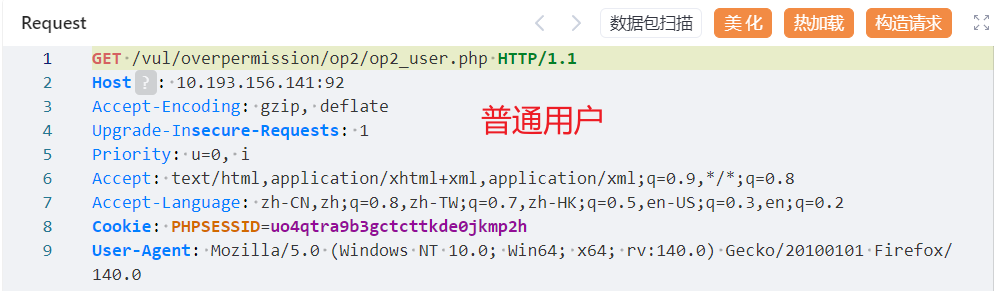 Request 数据包扫描 美化 热加载 构造请求
1 GET /vul/overpermission/op2/op2_user.php HTTP/1.1
2 Host ? : 10.193.156.141:92
3 Accept-Encoding: gzip, deflate
4 Upgrade-Insecure-Requests: 1
普通用户
5 Priority: u=0, i
6 Accept: text/html,application/xhtml+xml,application/xml;q=0.9,*/*;q=0.8
7 Accept-Language: zh-CN,zh;q=0.8,zh-TW;q=0.7,zh-HK;q=0.5,en-US;q=0.3,en;q=0.2
8 Cookie: PHPSESSID=uo4qtra9b3gctcttkde0jkmp2h
9 User-Agent: Mozilla/5.0 (Windows NT 10.0; Win64; x64; rv:140.0) Gecko/20100101 Firefox/
140.0